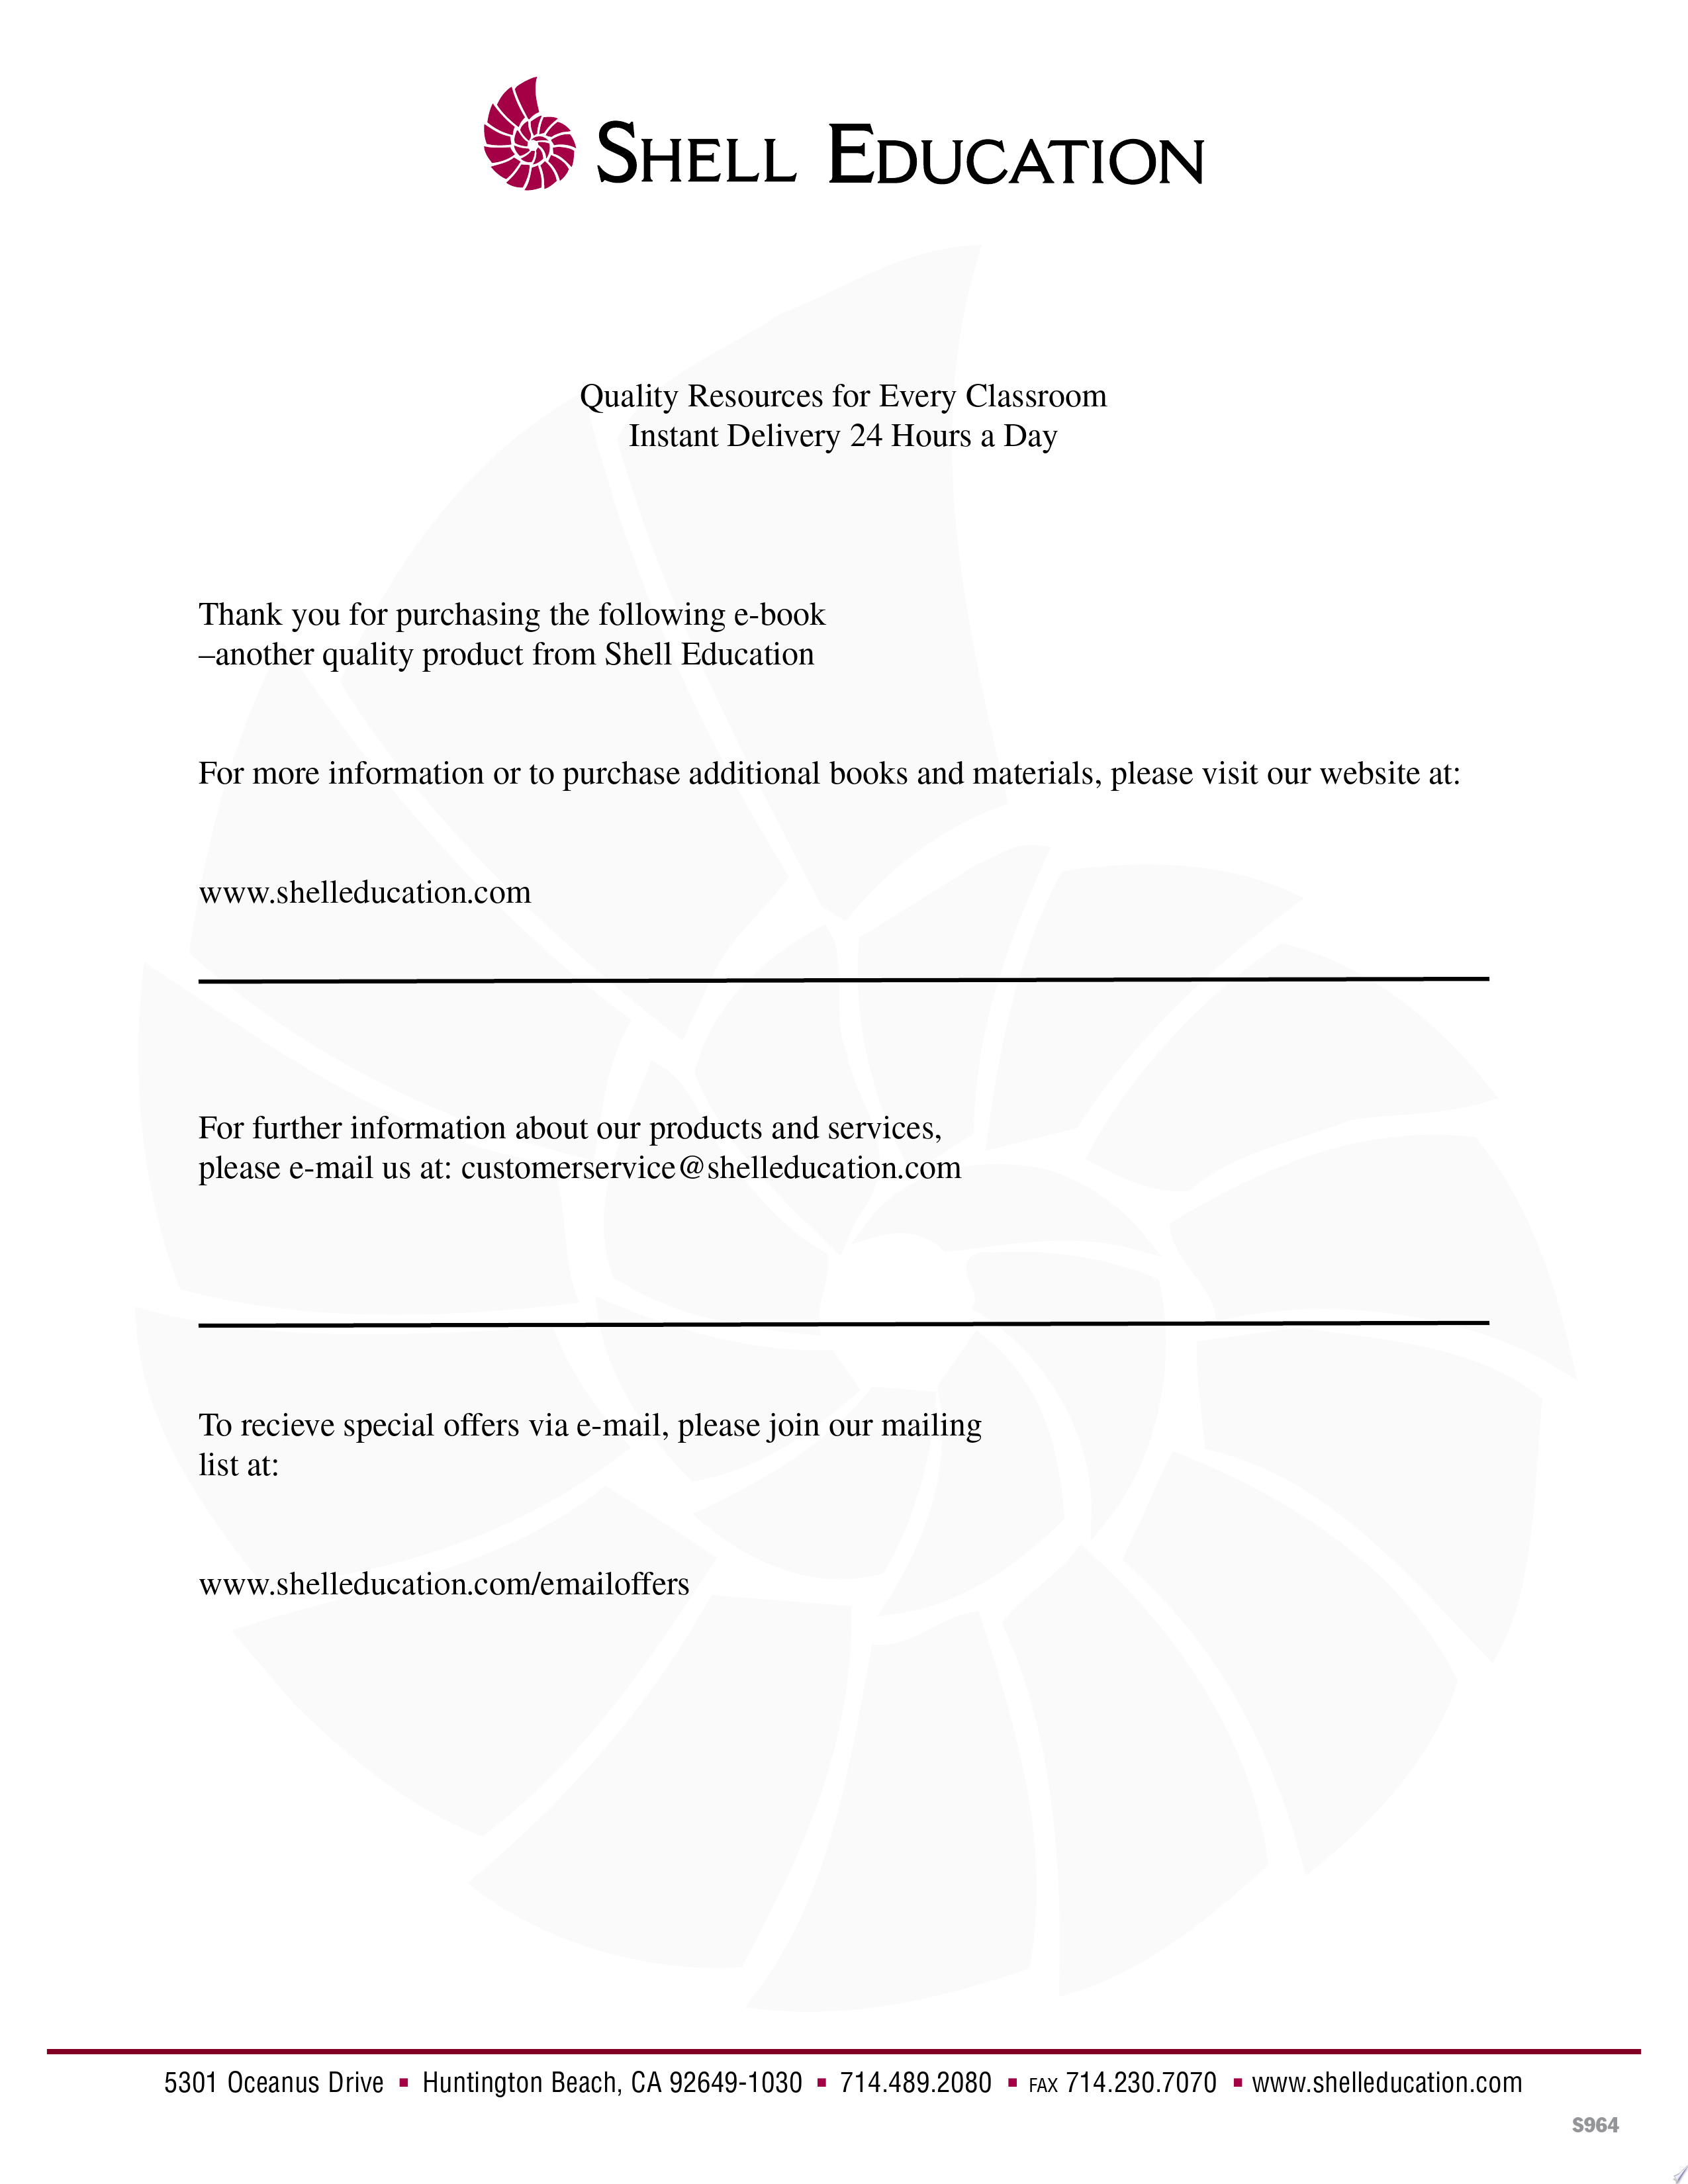 SHELL EDUCATION
Quality Resources for Every Classroom
Instant Delivery 24 Hours a Day
Thank you for purchasing the following e-book
–another quality product from Shell Education
For more information or to purchase additional books and materials, please visit our website at:
www.shelleducation.com
For further information about our products and services,
please e-mail us at: customerservice@shelleducation.com
To recieve special offers via e-mail, please join our mailing
list at:
www.shelleducation.com/emailoffers
5301 Oceanus Drive ▪ Huntington Beach, CA 92649-1030 ▪ 714.489.2080 ▪ FAX 714.230.7070 ▪ www.shelleducation.com
S964